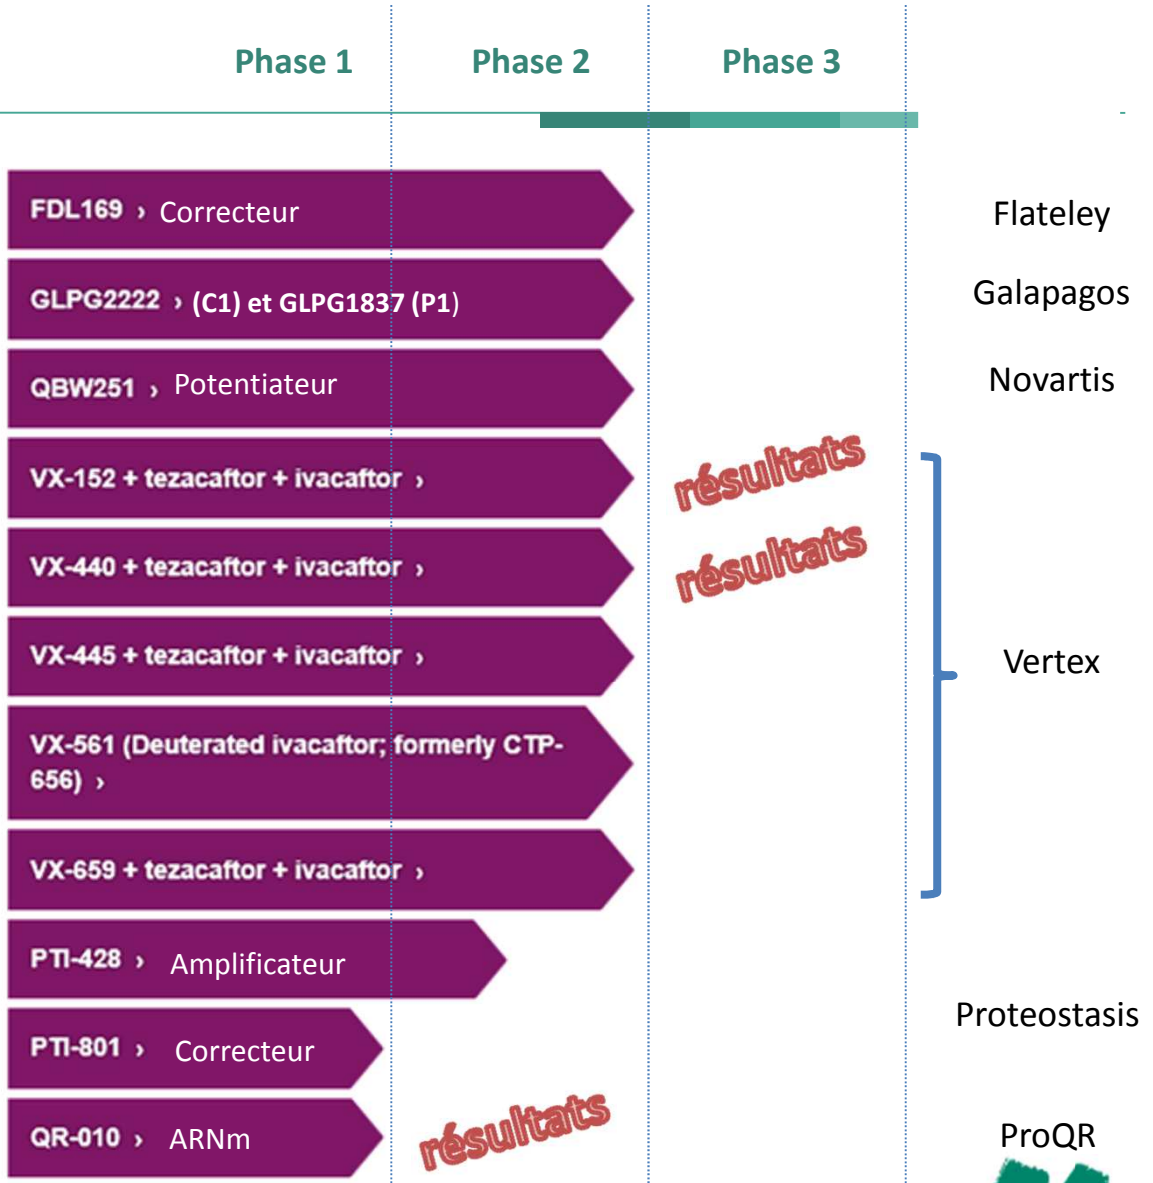 Phase 1 Phase 2 Phase 3
FDL169 › Correcteur Flateley
GLPG2222 › (C1) et GLPG1837 (P1) Galapagos
QBW251 › Potentiateur Novartis
VX-152 + tezacaftor + ivacaftor › résultats
VX-440 + tezacaftor + ivacaftor › résultats
VX-445 + tezacaftor + ivacaftor › Vertex
VX-561 (Deuterated ivacaftor; formerly CTP-
656) ›
VX-659 + tezacaftor + ivacaftor ›
PTI-428 › Amplificateur
Proteostasis
PTI-801 › Correcteur
QR-010 › ARNm résultats ProQR